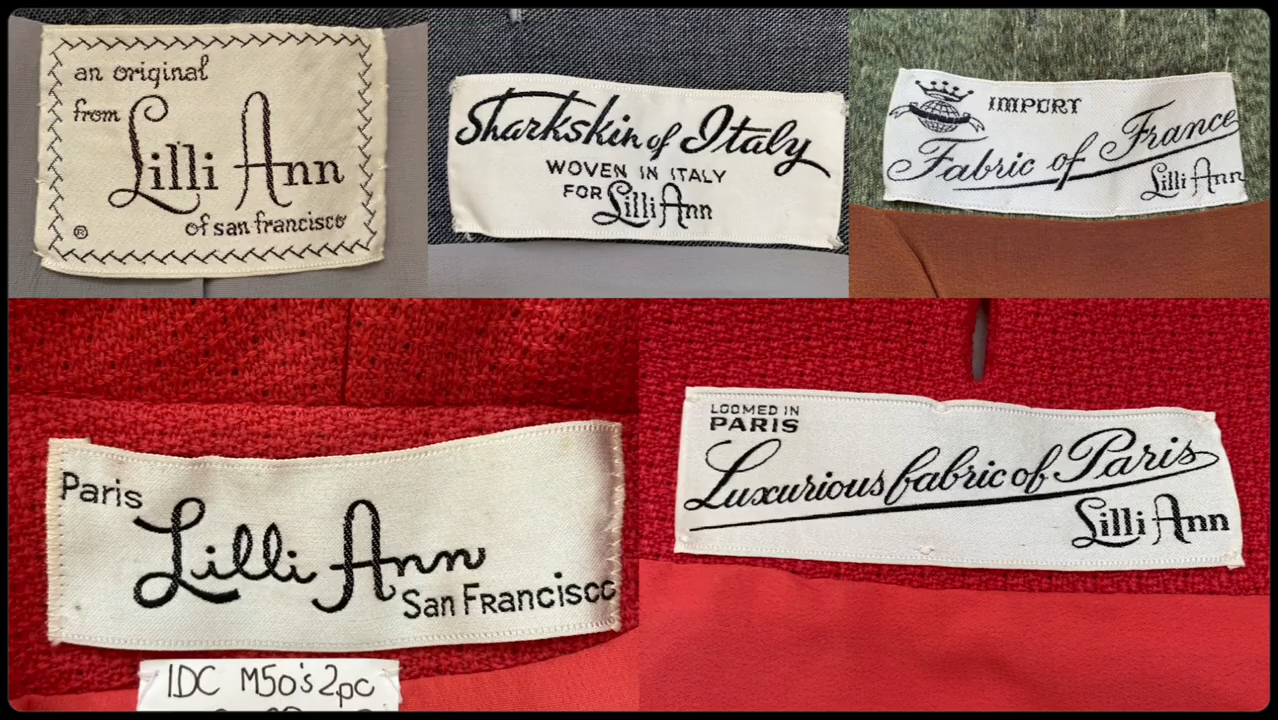 an original
from Lilli Ann
® of san francisco
Sharkskin of Italy
WOVEN IN ITALY
FOR Lilli Ann
IMPORT
Fabric of France
Lilli Ann
Paris
Lilli Ann
San Francisco
IDC M50's 2pc
LOOMED IN
PARIS
Luxurious fabric of Paris
Lilli Ann